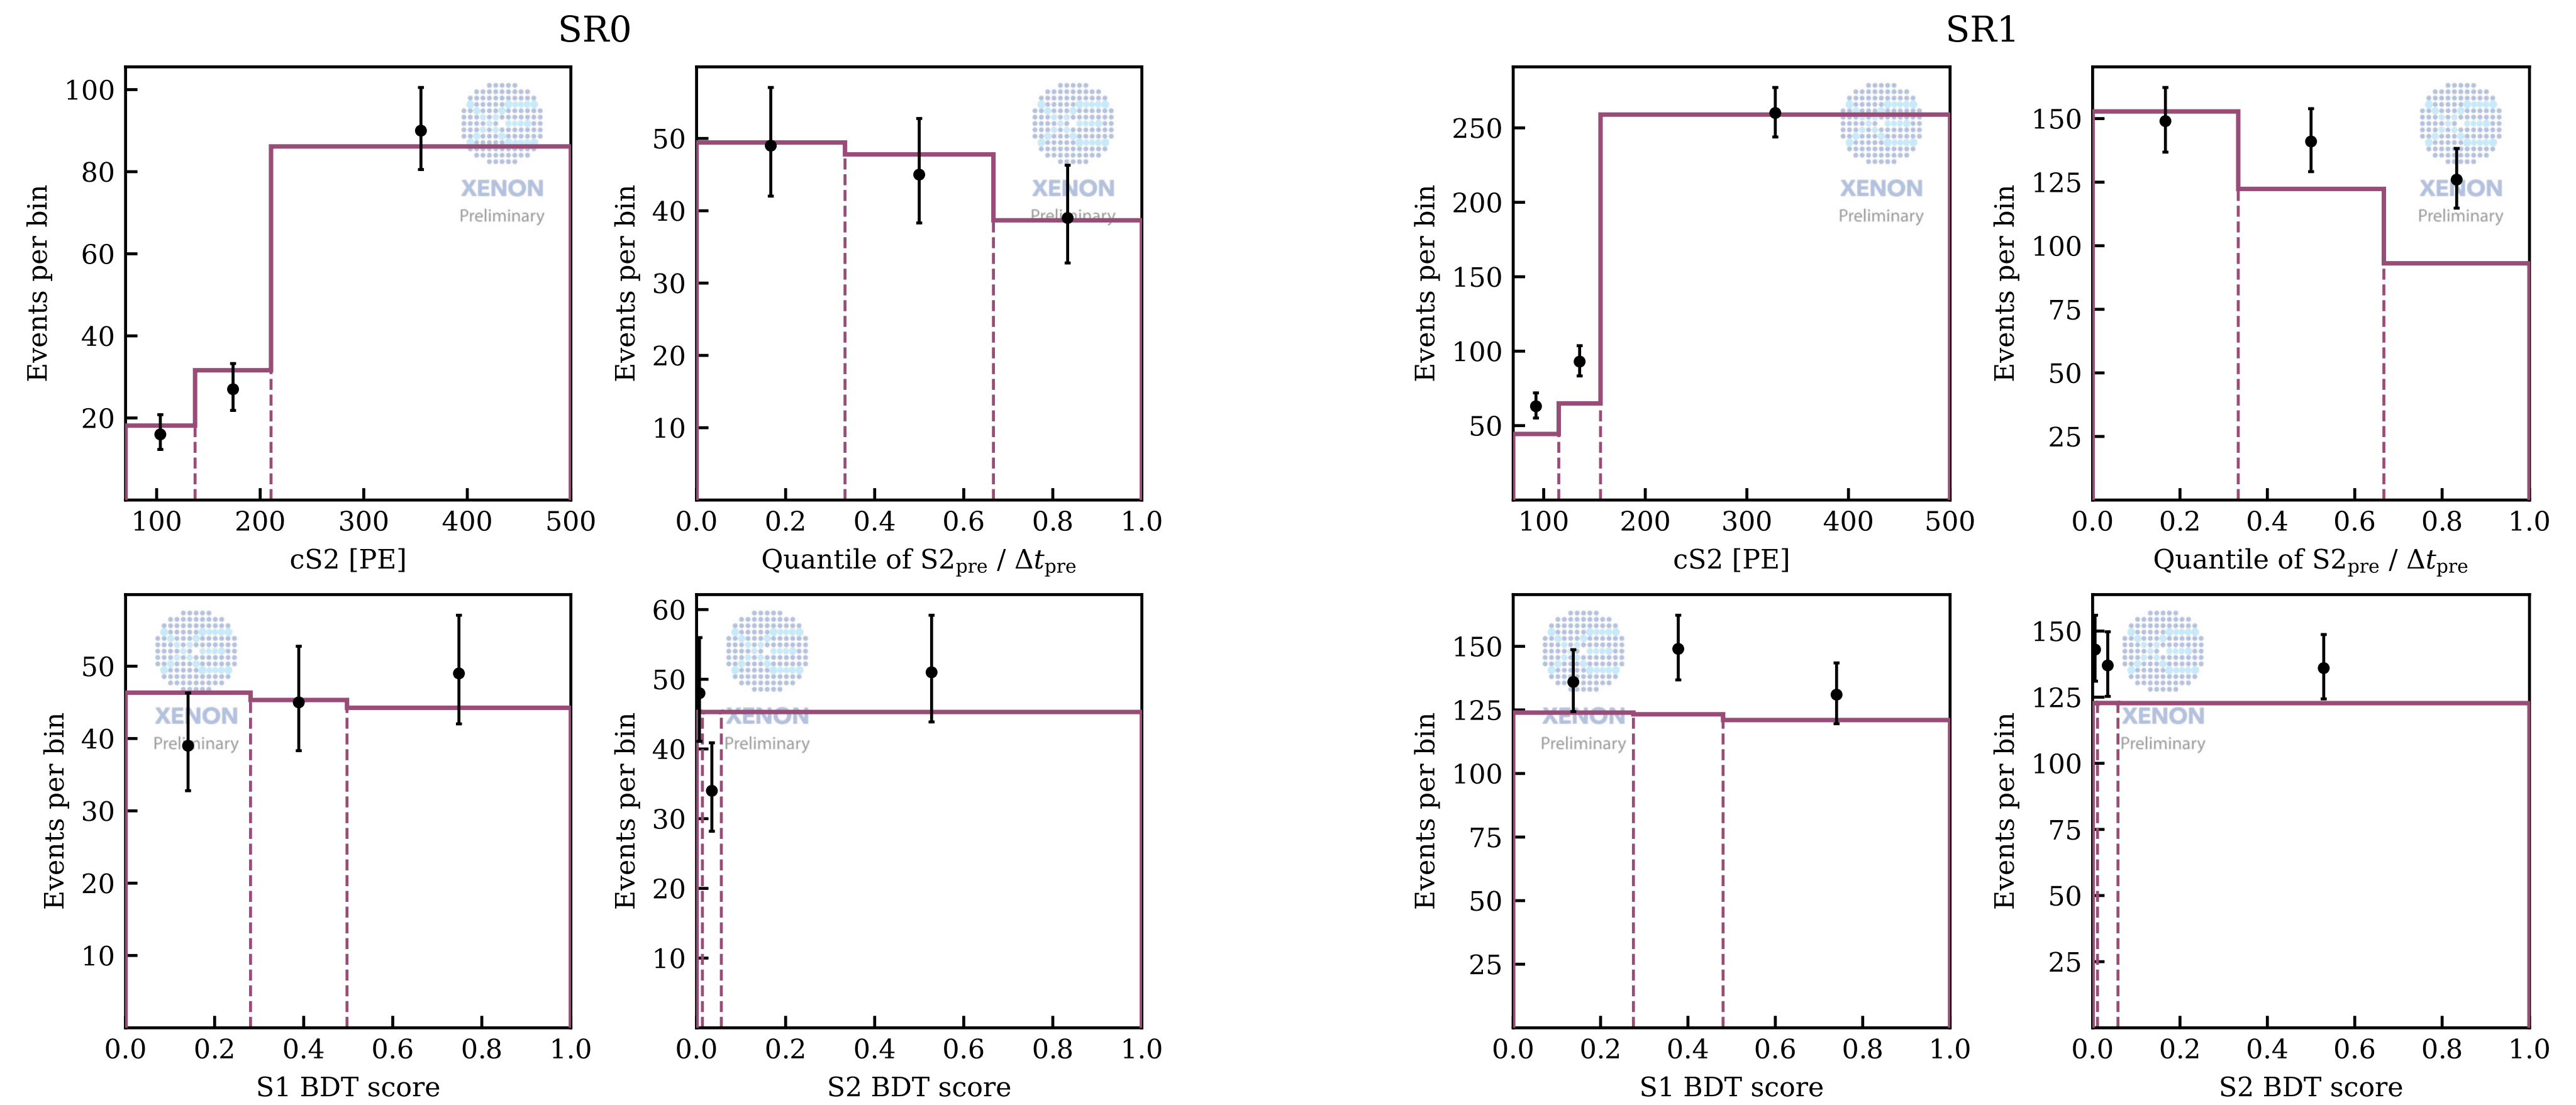 SR0
SR1
Events per bin
100
80
60
40
20
XENON
Preliminary
100 200 300 400 500
cS2 [PE]
Events per bin
50
40
30
20
10
XENON
Preliminary
0.0 0.2 0.4 0.6 0.8 1.0
Quantile of S2pre / Δtpre
Events per bin
250
200
150
100
50
XENON
Preliminary
100 200 300 400 500
cS2 [PE]
Events per bin
150
125
100
75
50
25
XENON
Preliminary
0.0 0.2 0.4 0.6 0.8 1.0
Quantile of S2pre / Δtpre
Events per bin
50
40
30
20
10
XENON
Preliminary
0.0 0.2 0.4 0.6 0.8 1.0
S1 BDT score
Events per bin
60
50
40
30
20
10
XENON
Preliminary
0.0 0.2 0.4 0.6 0.8 1.0
S2 BDT score
Events per bin
150
125
100
75
50
25
XENON
Preliminary
0.0 0.2 0.4 0.6 0.8 1.0
S1 BDT score
Events per bin
150
125
100
75
50
25
XENON
Preliminary
0.0 0.2 0.4 0.6 0.8 1.0
S2 BDT score